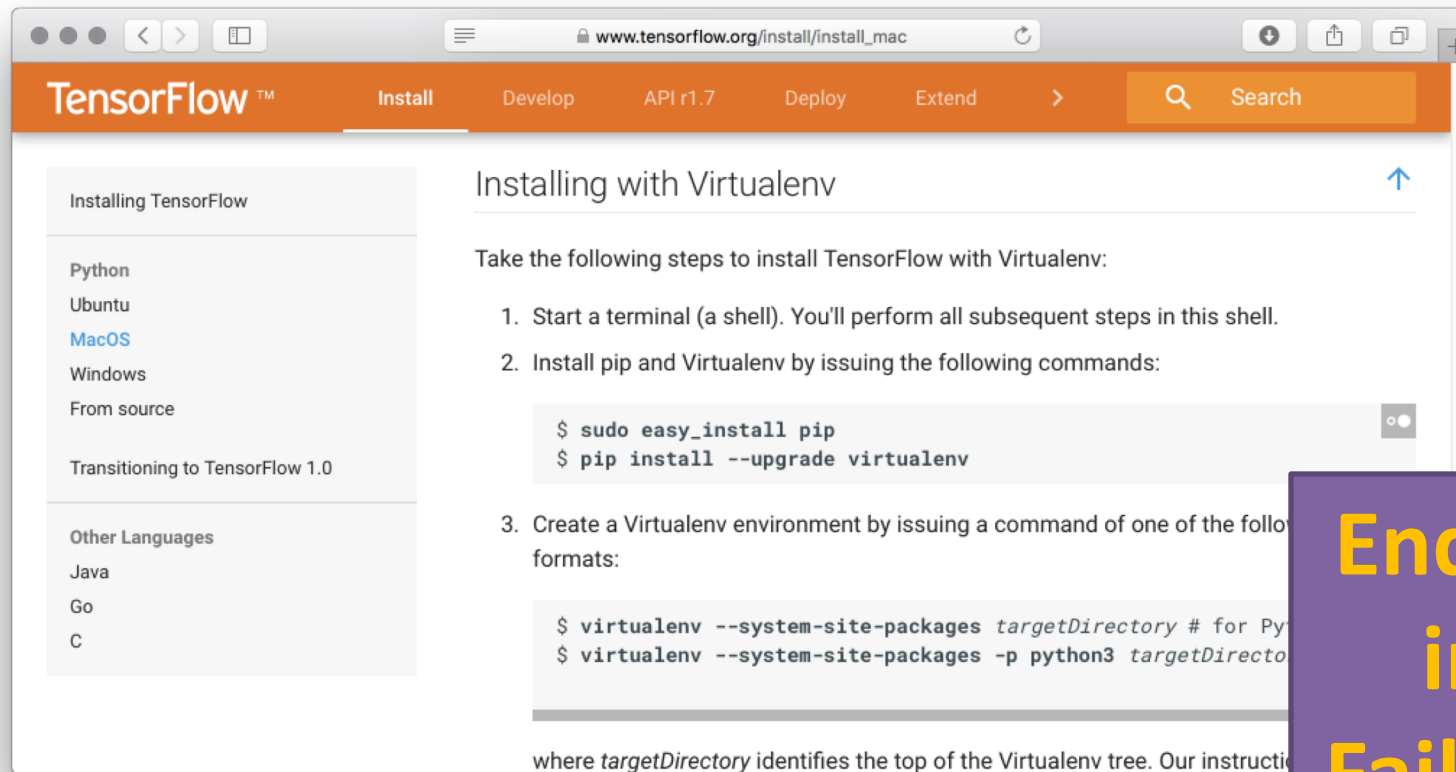 www.tensorflow.org/install/install_mac
TensorFlow ™ Install Develop API r1.7 Deploy Extend > Search
Installing TensorFlow
Python
Ubuntu
MacOS
Windows
From source
Transitioning to TensorFlow 1.0
Other Languages
Java
Go
C
Installing with Virtualenv
Take the following steps to install TensorFlow with Virtualenv:
1. Start a terminal (a shell). You'll perform all subsequent steps in this shell.
2. Install pip and Virtualenv by issuing the following commands:
$ sudo easy_install pip
$ pip install --upgrade virtualenv
3. Create a Virtualenv environment by issuing a command of one of the
formats:
$ virtualenv --system-site-packages targetDirectory # for
$ virtualenv --system-site-packages -p python3
where targetDirectory identifies the top of the Virtualenv tree. Our